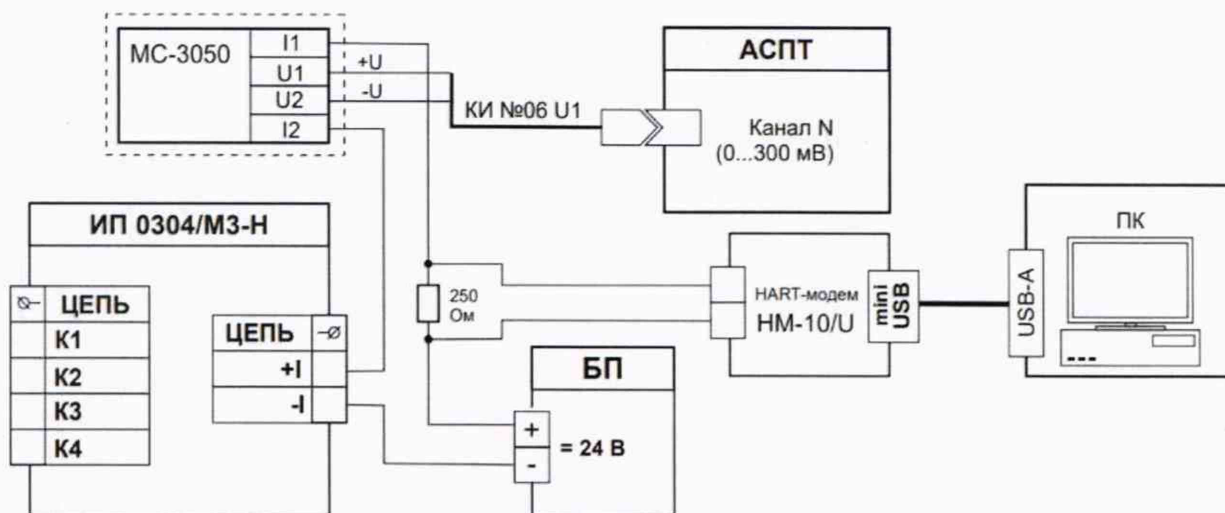 МС-3050
I1
U1
U2
I2
+U
-U
КИ №06 U1
АСПТ
Канал N
(0...300 мВ)
ИП 0304/М3-Н
ЦЕПЬ
К1
К2
К3
К4
ЦЕПЬ
+I
-I
250
Ом
HART-модем
НМ-10/U
mini
USB
USB-A
ПК
БП
+
-
= 24 В